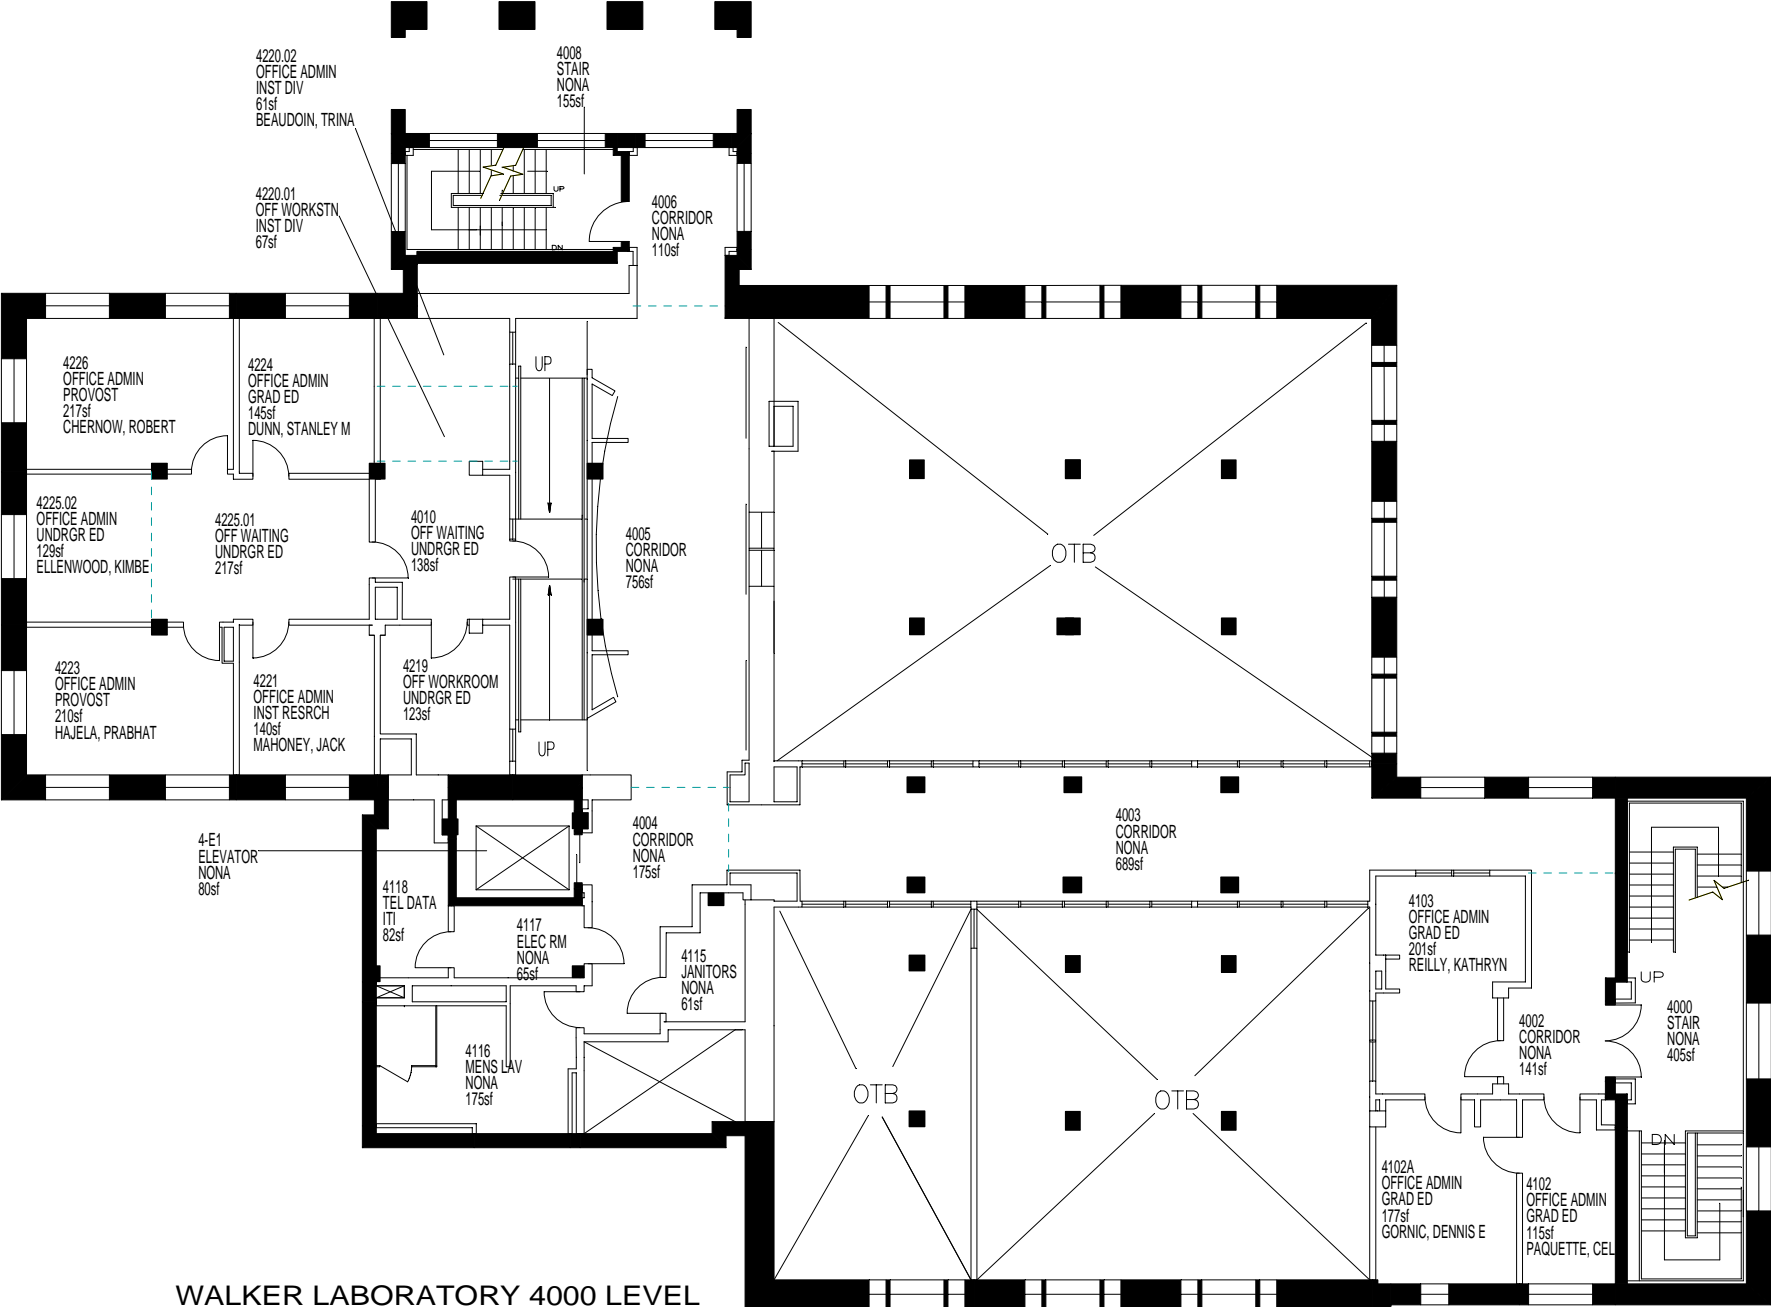 4220.02
OFFICE ADMIN
INST DIV
61sf
BEAUDOIN, TRINA
4008
STAIR
NONA
155sf
4220.01
OFF WORKSTN
INST DIV
67sf
UP
DN
4006
CORRIDOR
NONA
110sf
4226
OFFICE ADMIN
PROVOST
217sf
CHERNOW, ROBERT
4224
OFFICE ADMIN
GRAD ED
145sf
DUNN, STANLEY M
UP
4225.02
OFFICE ADMIN
UNDRGR ED
129sf
ELLENWOOD, KIMBE
4225.01
OFF WAITING
UNDRGR ED
217sf
4010
OFF WAITING
UNDRGR ED
138sf
4005
CORRIDOR
NONA
756sf
OTB
4223
OFFICE ADMIN
PROVOST
210sf
HAJELA, PRABHAT
4221
OFFICE ADMIN
INST RESRCH
140sf
MAHONEY, JACK
4219
OFF WORKROOM
UNDRGR ED
123sf
UP
4-E1
ELEVATOR
NONA
80sf
4004
CORRIDOR
NONA
175sf
4003
CORRIDOR
NONA
689sf
4118
TEL DATA
ITI
82sf
4117
ELEC RM
NONA
65sf
4115
JANITORS
NONA
61sf
4103
OFFICE ADMIN
GRAD ED
201sf
REILLY, KATHRYN
UP
4000
STAIR
NONA
405sf
4002
CORRIDOR
NONA
141sf
4116
MENS LAV
NONA
175sf
OTB
OTB
DN
4102A
OFFICE ADMIN
GRAD ED
177sf
GORNIC, DENNIS E
4102
OFFICE ADMIN
GRAD ED
115sf
PAQUETTE, CEL
WALKER LABORATORY 4000 LEVEL